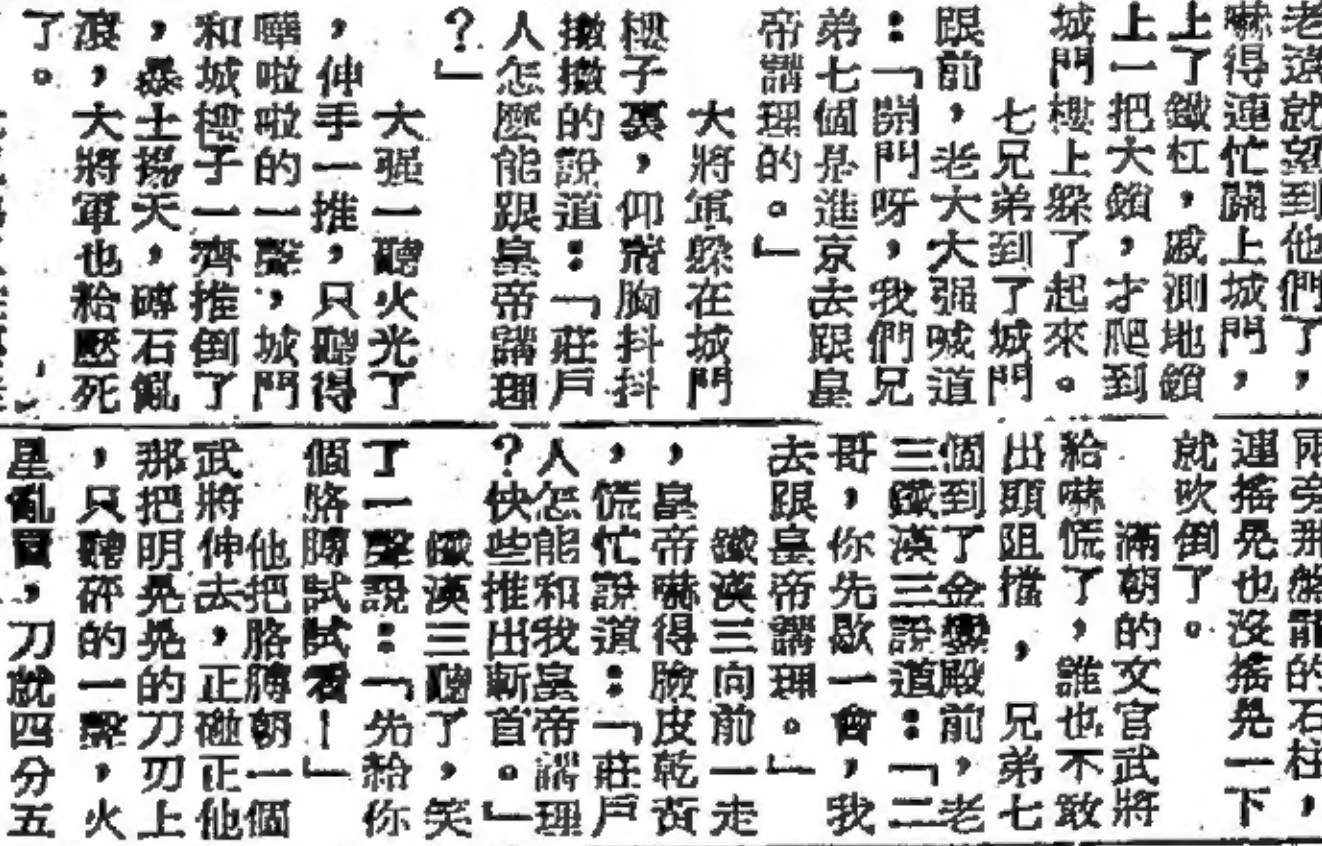 老遠就望到他們了，
嚇得連忙關上城門，
上了鐵杠，戚測地鎖
上一把大鎖，才爬到
城門樓上躲了起來。
七兄弟到了城門
跟前，老大大强喊道
：「開門呀，我們兄
弟七個是進京去跟皇
帝講理的。」
大將軍躲在城門
樓子裏，仰着胸抖抖
擻擻的說道：「莊戶
人怎麼能跟皇帝講理
？」
大强一聽火光了
，伸手一推，只聽得
嘩啦啦的一聲，城門
和城樓子一齊推倒了
，暴土揚天，磚石亂
滾，大將軍也給壓死
了。
兩旁那盤龍的石柱，
連搖晃也沒搖晃一下
就吹倒了。
滿朝的文官武將
給嚇慌了，誰也不敢
出頭阻擋，兄弟七
個到了金鑾殿前，老
三鐵漢三說道：「二
哥，你先歇一會，我
去跟皇帝講理。」
鐵漢三向前一走
，皇帝嚇得臉皮乾黃
，慌忙說道：「莊戶
人怎能和我皇帝講理
？快些推出斬首。」
鐵漢三聽了，笑
了一聲說：「先給你
個胳膊試試看！」
他把胳膊朝一個
武將伸去，正碰正他
那把明晃晃的刀刃上
，只聽砰的一聲，火
星亂冒，刀就四分五